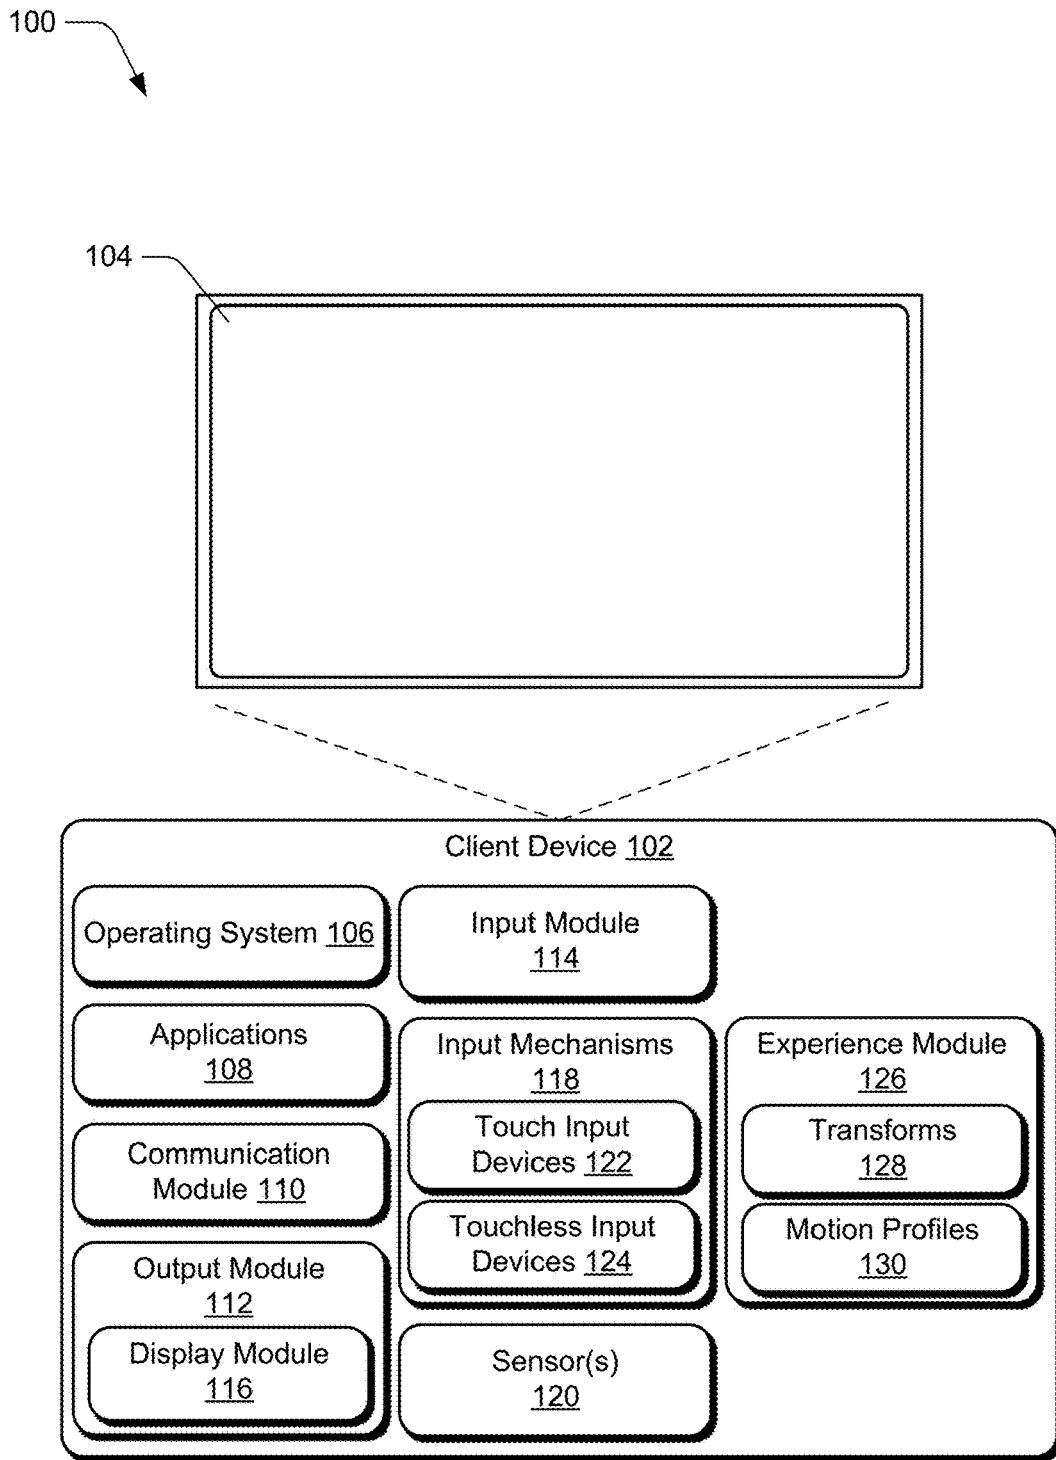 100
104
Client Device 102
Operating System 106
Applications
108
Communication
Module 110
Output Module
112
Display Module
116
Input Module
114
Input Mechanisms
118
Touch Input
Devices 122
Touchless Input
Devices 124
Sensor(s)
120
Experience Module
126
Transforms
128
Motion Profiles
130